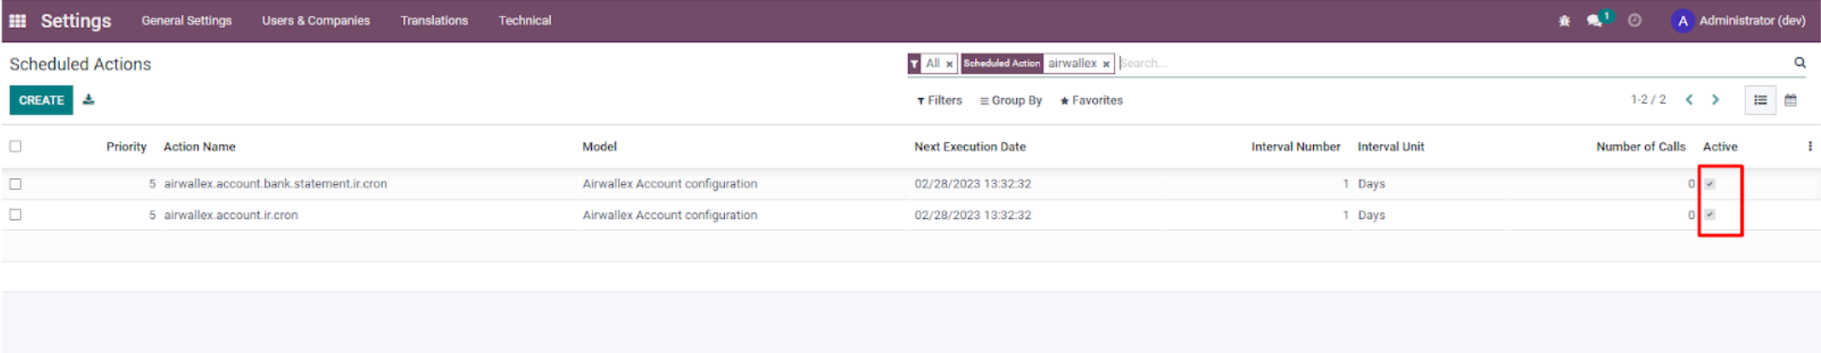 Settings General Settings Users & Companies Translations Technical 1 A Administrator (dev)
Scheduled Actions All × Scheduled Action airwallex × Search...
CREATE Filters Group By Favorites 1-2 / 2
Priority Action Name Model Next Execution Date Interval Number Interval Unit Number of Calls Active
5 airwallex.account.bank.statement.ir.cron Airwallex Account configuration 02/28/2023 13:32:32 1 Days 0
5 airwallex.account.ir.cron Airwallex Account configuration 02/28/2023 13:32:32 1 Days 0